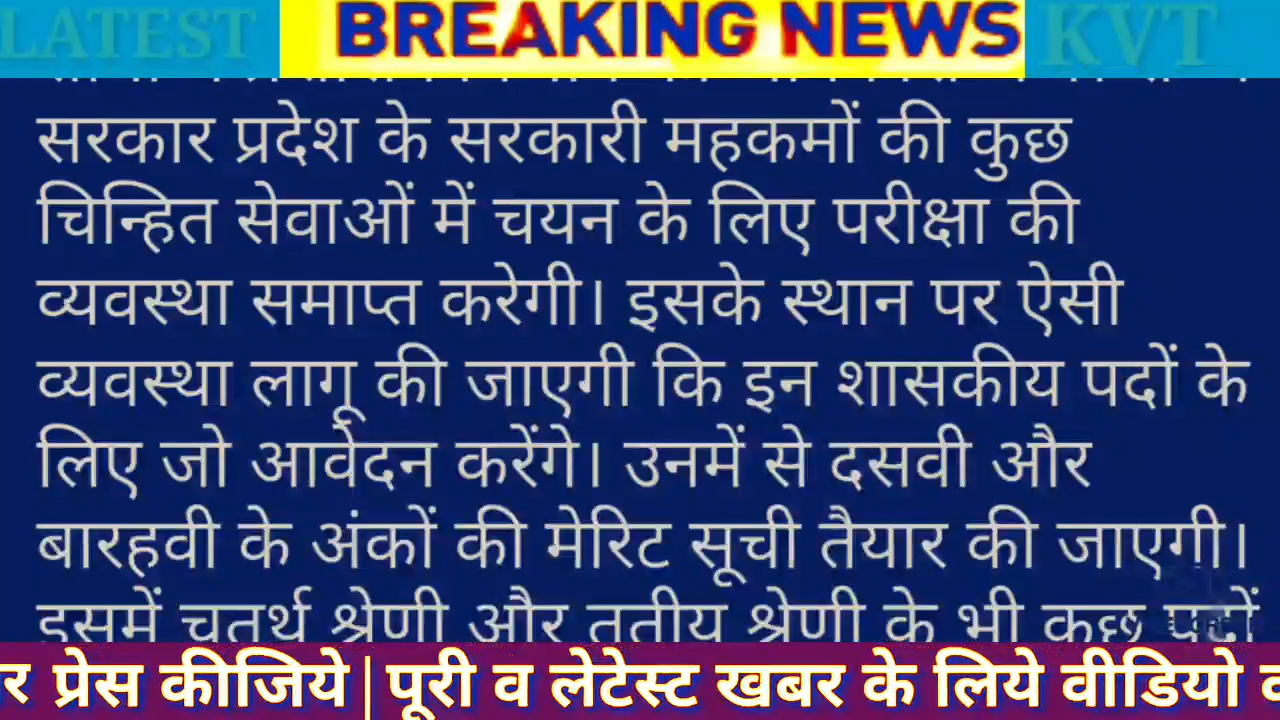 LATEST BREAKING NEWS KVT
सरकार प्रदेश के सरकारी महकमों की कुछ
चिन्हित सेवाओं में चयन के लिए परीक्षा की
व्यवस्था समाप्त करेगी। इसके स्थान पर ऐसी
व्यवस्था लागू की जाएगी कि इन शासकीय पदों के
लिए जो आवेदन करेंगे। उनमें से दसवी और
बारहवी के अंकों की मेरिट सूची तैयार की जाएगी।
इसमें चतुर्थ श्रेणी और तृतीय श्रेणी के भी कुछ पदों
र प्रेस कीजिये | पूरी व लेटेस्ट खबर के लिये वीडियो